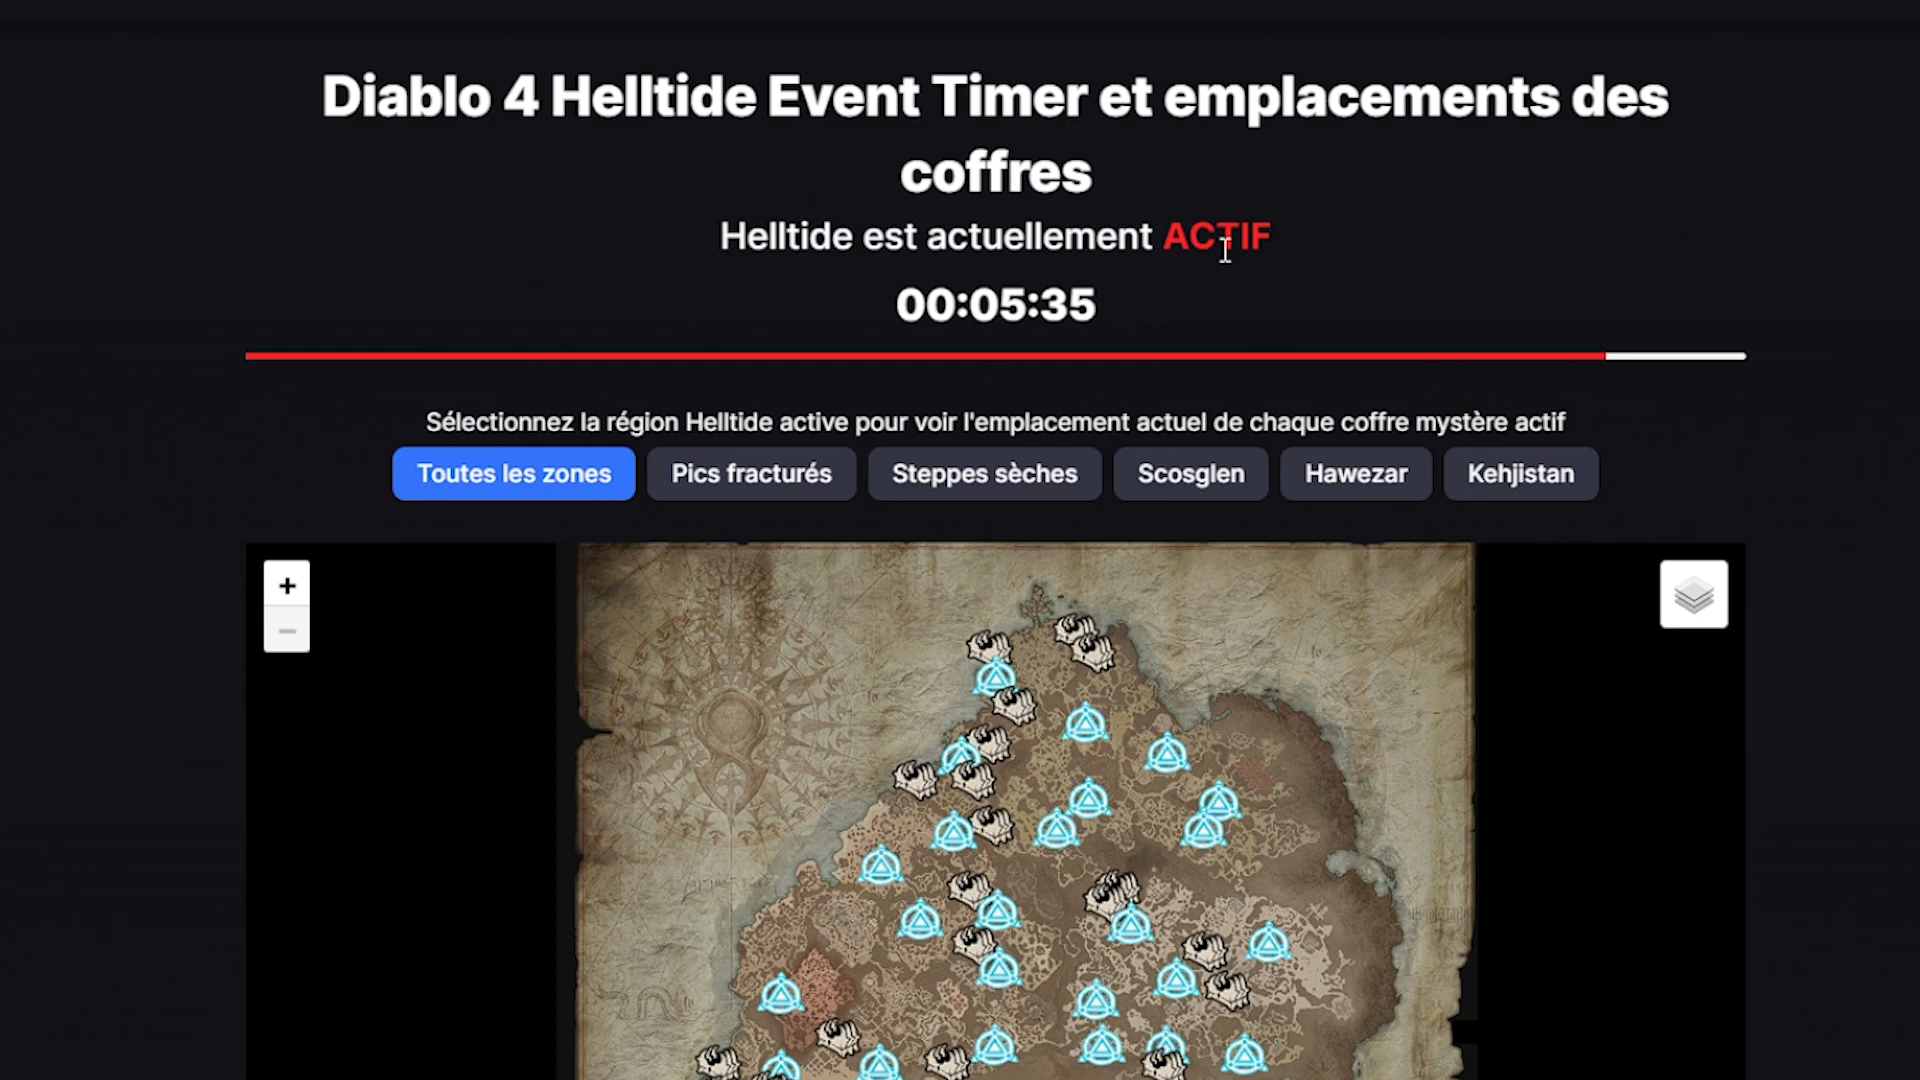 Diablo 4 Helltide Event Timer et emplacements des
coffres
Helltide est actuellement ACTIF
00:05:35
Sélectionnez la région Helltide active pour voir l'emplacement actuel de chaque coffre mystère actif
Toutes les zones
Pics fracturés
Steppes sèches
Scosglen
Hawezar
Kehjistan
+
−